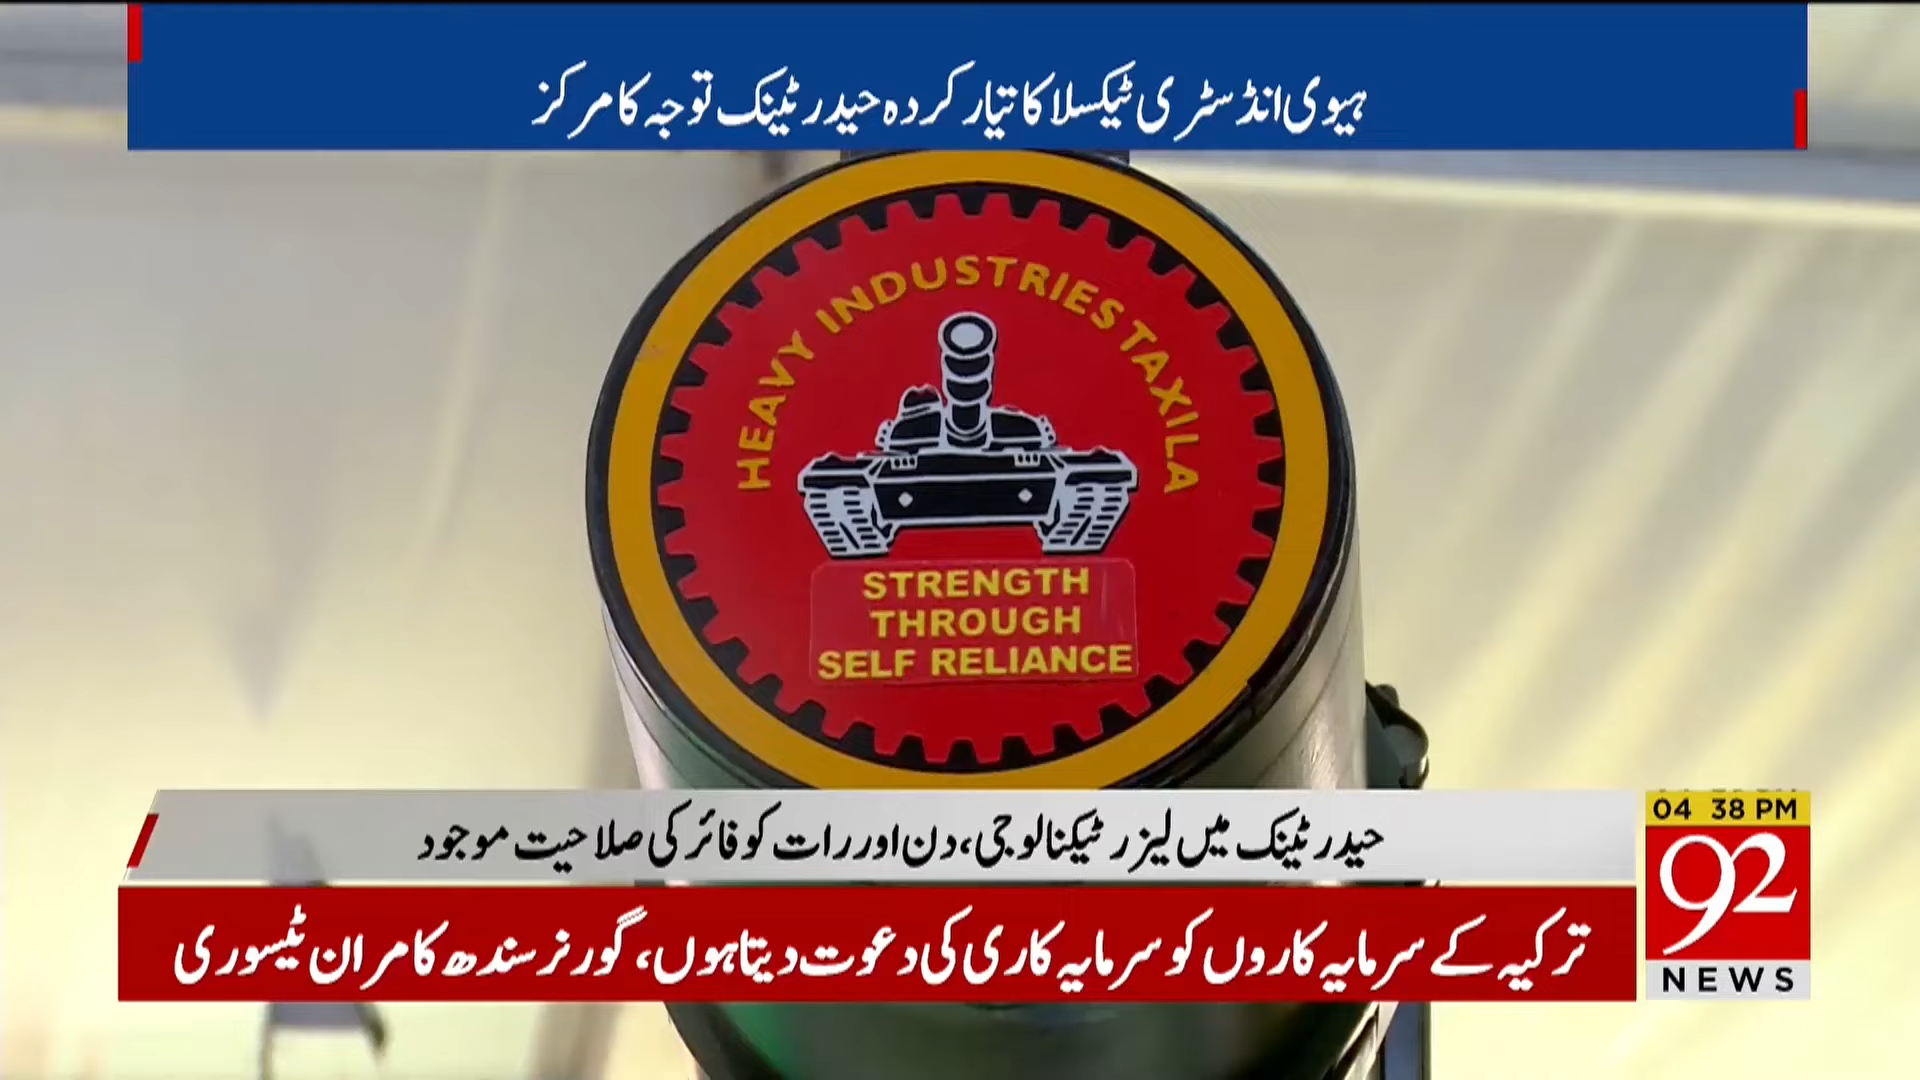 ہیوی انڈسٹری ٹیکسلا کا تیار کردہ حیدر ٹینک توجہ کا مرکز
HEAVY INDUSTRIES TAXILA
STRENGTH
THROUGH
SELF RELIANCE
حیدر ٹینک میں لیزر ٹیکنالوجی، دن اور رات کو فائر کی صلاحیت موجود
04 38 PM
ترکیہ کے سرمایہ کاروں کو سرمایہ کاری کی دعوت دیتا ہوں، گورنر سندھ کامران ٹیسوری
92
NEWS